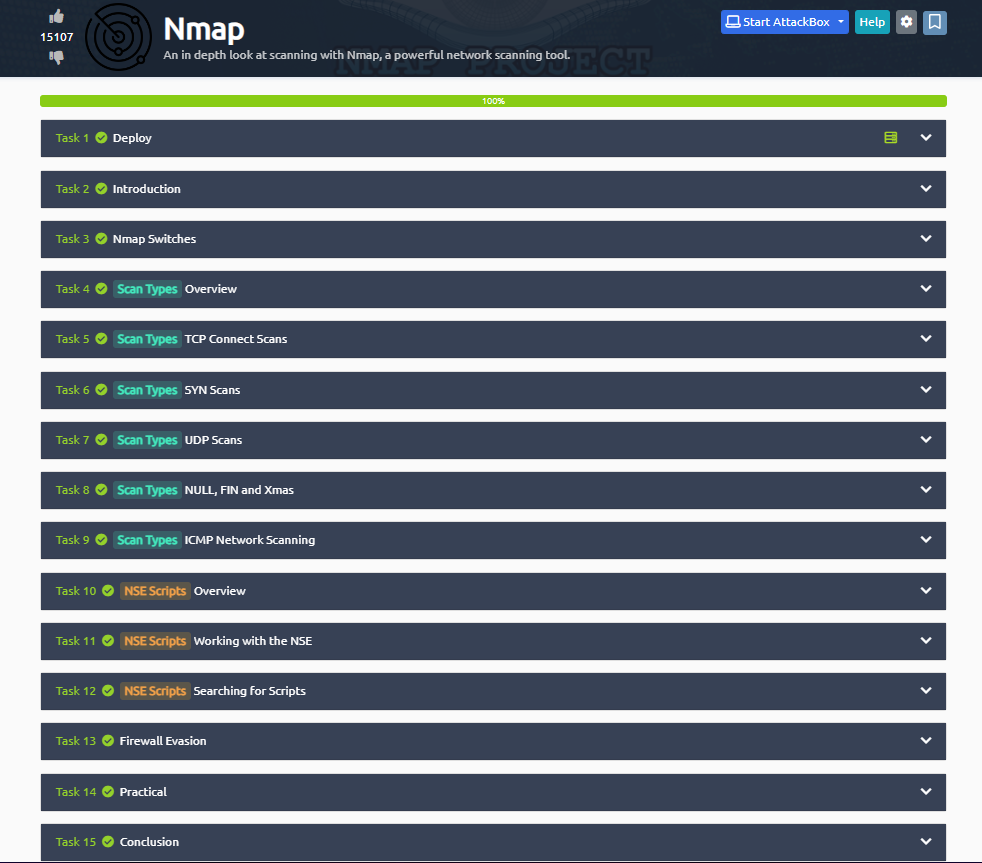 15107
Nmap
An in depth look at scanning with Nmap, a powerful network scanning tool.
Start AttackBox
Help
NMAP PROJECT
100%
Task 1 Deploy
Task 2 Introduction
Task 3 Nmap Switches
Task 4 Scan Types Overview
Task 5 Scan Types TCP Connect Scans
Task 6 Scan Types SYN Scans
Task 7 Scan Types UDP Scans
Task 8 Scan Types NULL, FIN and Xmas
Task 9 Scan Types ICMP Network Scanning
Task 10 NSE Scripts Overview
Task 11 NSE Scripts Working with the NSE
Task 12 NSE Scripts Searching for Scripts
Task 13 Firewall Evasion
Task 14 Practical
Task 15 Conclusion